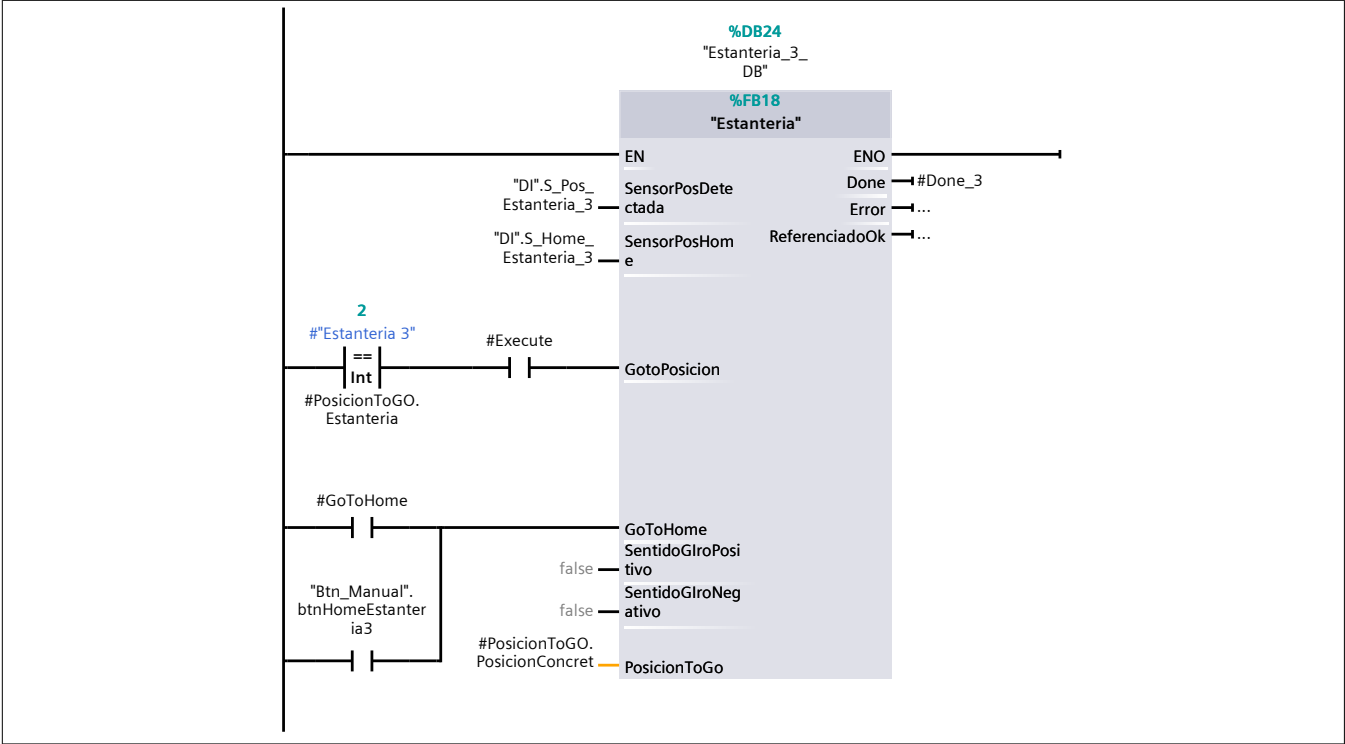 %DB24
"Estanteria_3_
DB"
%FB18
"Estanteria"
EN
ENO
"DI".S_Pos_
Estanteria_3
SensorPosDete
ctada
Done
#Done_3
Error
...
"DI".S_Home_
Estanteria_3
SensorPosHom
e
ReferenciadoOk
...
2
#"Estanteria 3"
==
Int
#PosicionToGO.
Estanteria
#Execute
GotoPosicion
#GoToHome
GoToHome
"Btn_Manual".
btnHomeEstanter
ia3
false
SentidoGIroPosi
tivo
false
SentidoGIroNeg
ativo
#PosicionToGO.
PosicionConcret
PosicionToGo